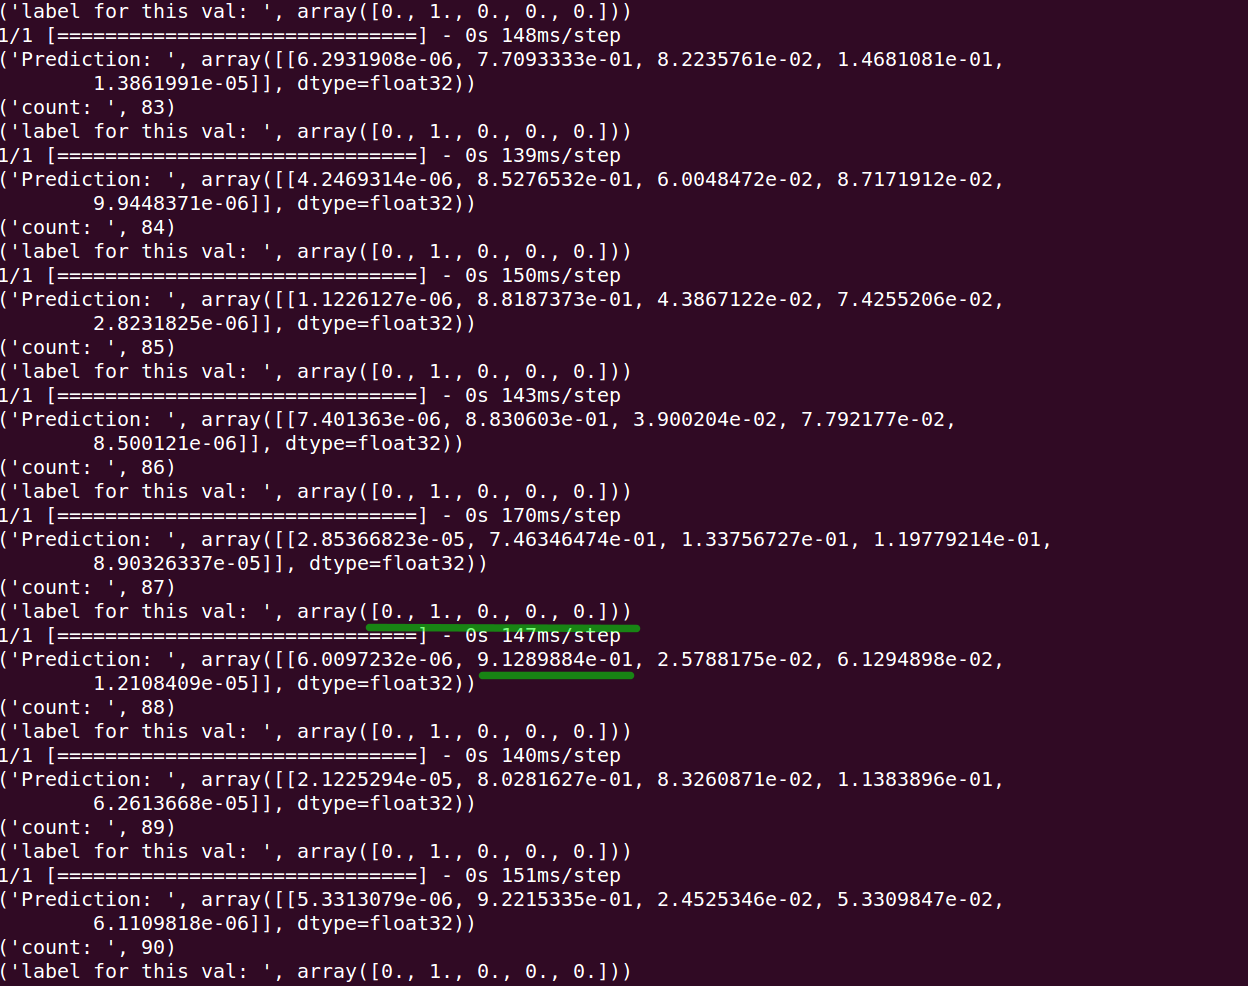 ('label for this val: ', array([0., 1., 0., 0., 0.]))
1/1 [==============================] - 0s 148ms/step
('Prediction: ', array([[6.2931908e-06, 7.7093333e-01, 8.2235761e-02, 1.4681081e-01,
        1.3861991e-05]], dtype=float32))
('count: ', 83)
('label for this val: ', array([0., 1., 0., 0., 0.]))
1/1 [==============================] - 0s 139ms/step
('Prediction: ', array([[4.2469314e-06, 8.5276532e-01, 6.0048472e-02, 8.7171912e-02,
        9.9448371e-06]], dtype=float32))
('count: ', 84)
('label for this val: ', array([0., 1., 0., 0., 0.]))
1/1 [==============================] - 0s 150ms/step
('Prediction: ', array([[1.1226127e-06, 8.8187373e-01, 4.3867122e-02, 7.4255206e-02,
        2.8231825e-06]], dtype=float32))
('count: ', 85)
('label for this val: ', array([0., 1., 0., 0., 0.]))
1/1 [==============================] - 0s 143ms/step
('Prediction: ', array([[7.401363e-06, 8.830603e-01, 3.900204e-02, 7.792177e-02,
        8.500121e-06]], dtype=float32))
('count: ', 86)
('label for this val: ', array([0., 1., 0., 0., 0.]))
1/1 [==============================] - 0s 170ms/step
('Prediction: ', array([[2.85366823e-05, 7.46346474e-01, 1.33756727e-01, 1.19779214e-01,
        8.90326337e-05]], dtype=float32))
('count: ', 87)
('label for this val: ', array([0., 1., 0., 0., 0.]))
1/1 [==============================] - 0s 147ms/step
('Prediction: ', array([[6.0097232e-06, 9.1289884e-01, 2.5788175e-02, 6.1294898e-02,
        1.2108409e-05]], dtype=float32))
('count: ', 88)
('label for this val: ', array([0., 1., 0., 0., 0.]))
1/1 [==============================] - 0s 140ms/step
('Prediction: ', array([[2.1225294e-05, 8.0281627e-01, 8.3260871e-02, 1.1383896e-01,
        6.2613668e-05]], dtype=float32))
('count: ', 89)
('label for this val: ', array([0., 1., 0., 0., 0.]))
1/1 [==============================] - 0s 151ms/step
('Prediction: ', array([[5.3313079e-06, 9.2215335e-01, 2.4525346e-02, 5.3309847e-02,
        6.1109818e-06]], dtype=float32))
('count: ', 90)
('label for this val: ', array([0., 1., 0., 0., 0.]))